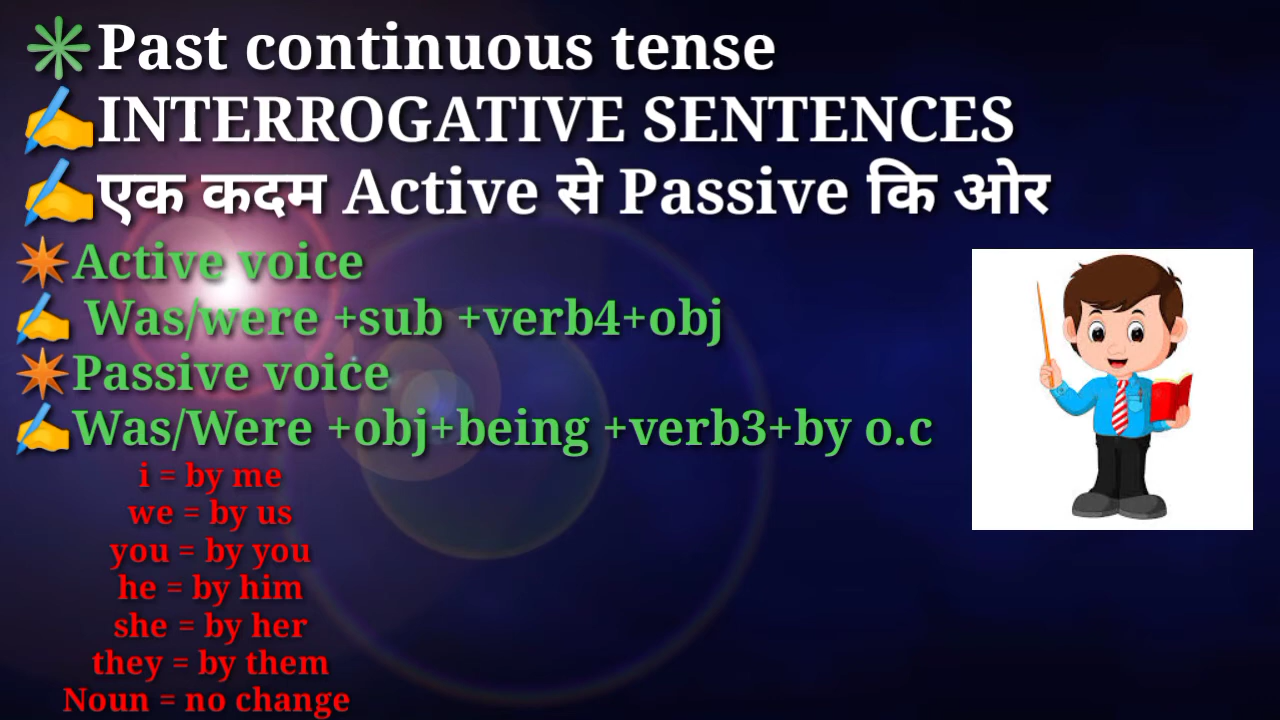 ✳Past continuous tense
✍INTERROGATIVE SENTENCES
✍एक कदम Active से Passive कि ओर
✴Active voice
✍ Was/were +sub +verb4+obj
✴Passive voice
✍Was/Were +obj+being +verb3+by o.c
i = by me
we = by us
you = by you
he = by him
she = by her
they = by them
Noun = no change